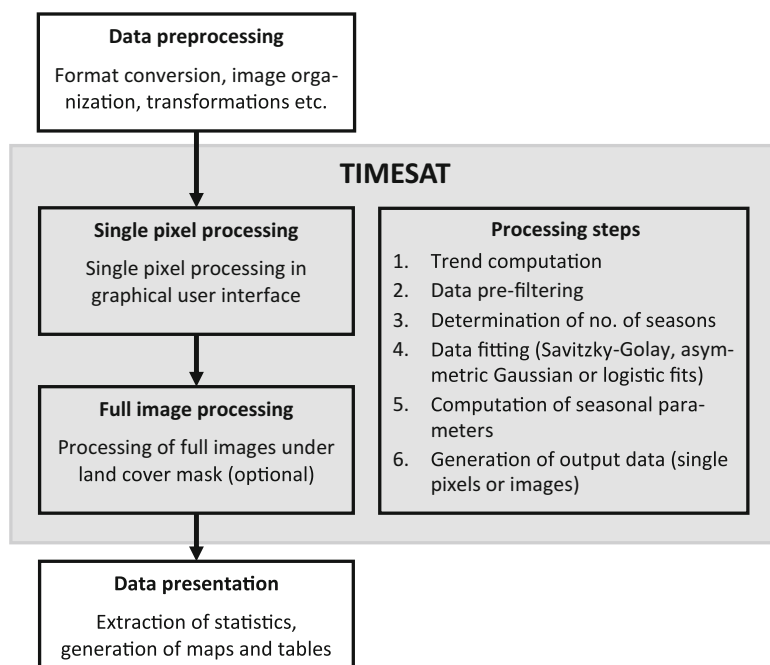 Data preprocessing
Format conversion, image orga-
nization, transformations etc.
TIMESAT
Single pixel processing
Single pixel processing in
graphical user interface
Full image processing
Processing of full images under
land cover mask (optional)
Processing steps
1. Trend computation
2. Data pre-filtering
3. Determination of no. of seasons
4. Data fitting (Savitzky-Golay, asym-
metric Gaussian or logistic fits)
5. Computation of seasonal para-
meters
6. Generation of output data (single
pixels or images)
Data presentation
Extraction of statistics,
generation of maps and tables